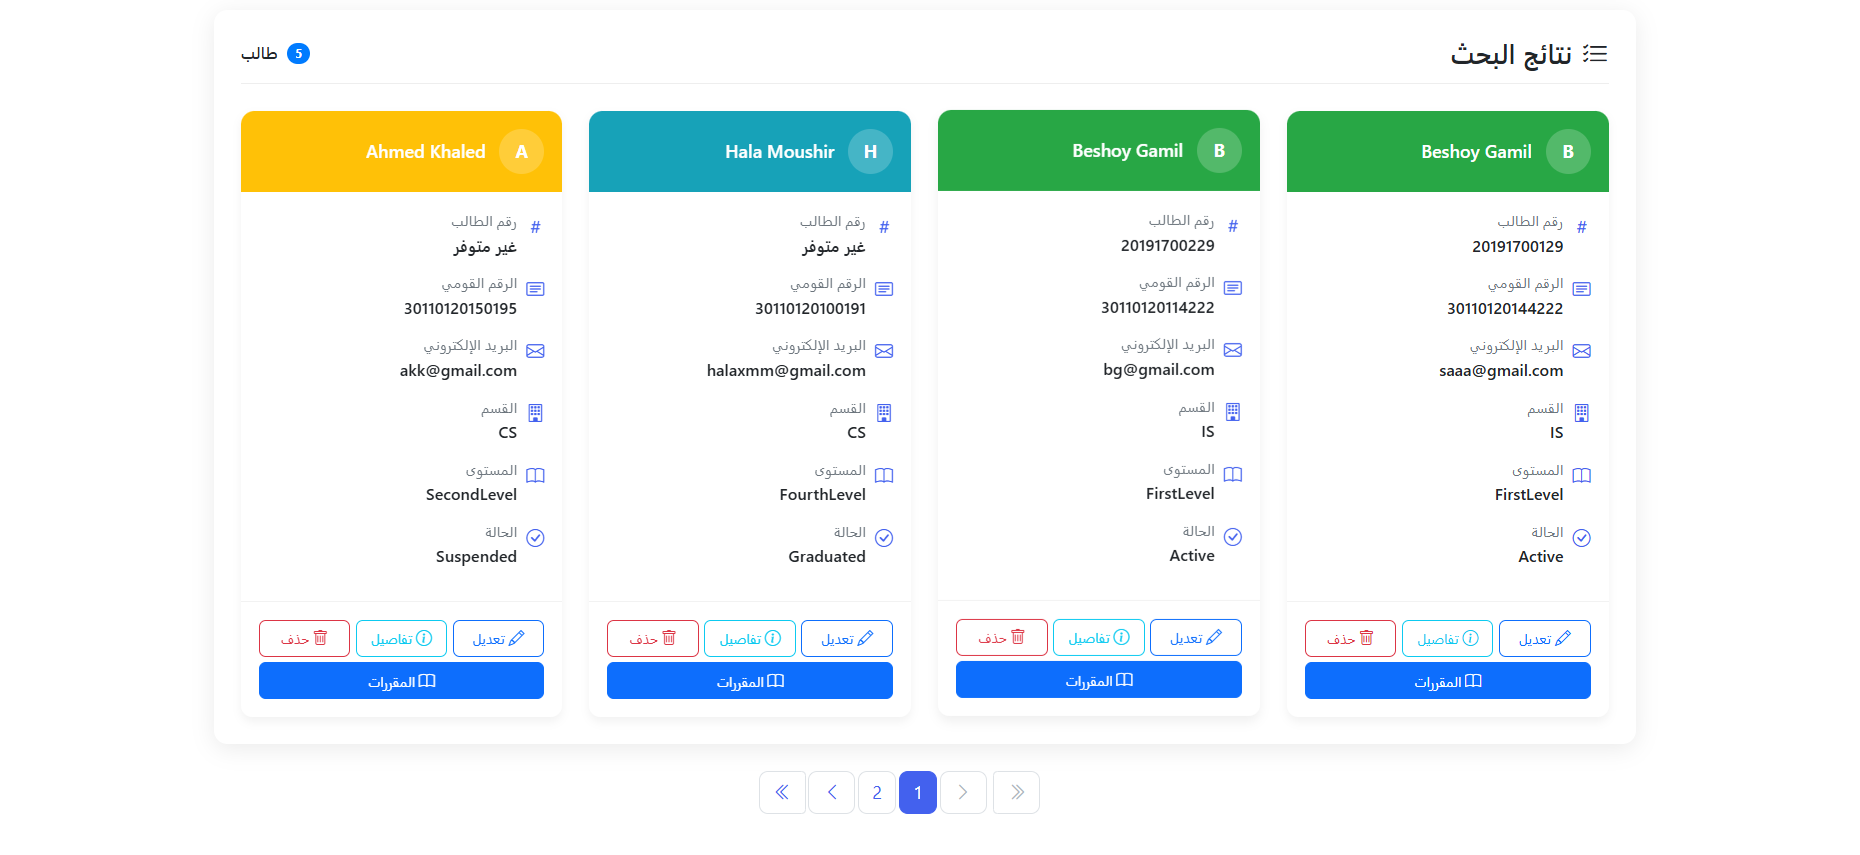 نتائج البحث
5 طالب
B Beshoy Gamil
# رقم الطالب
20191700129
الرقم القومي
30110120144222
البريد الإلكتروني
saaa@gmail.com
القسم
IS
المستوى
FirstLevel
الحالة
Active
تعديل
تفاصيل
حذف
المقررات
B Beshoy Gamil
# رقم الطالب
20191700229
الرقم القومي
30110120114222
البريد الإلكتروني
bg@gmail.com
القسم
IS
المستوى
FirstLevel
الحالة
Active
تعديل
تفاصيل
حذف
المقررات
H Hala Moushir
# رقم الطالب
غير متوفر
الرقم القومي
30110120100191
البريد الإلكتروني
halaxmm@gmail.com
القسم
CS
المستوى
FourthLevel
الحالة
Graduated
تعديل
تفاصيل
حذف
المقررات
A Ahmed Khaled
# رقم الطالب
غير متوفر
الرقم القومي
30110120150195
البريد الإلكتروني
akk@gmail.com
القسم
CS
المستوى
SecondLevel
الحالة
Suspended
تعديل
تفاصيل
حذف
المقررات
1 2